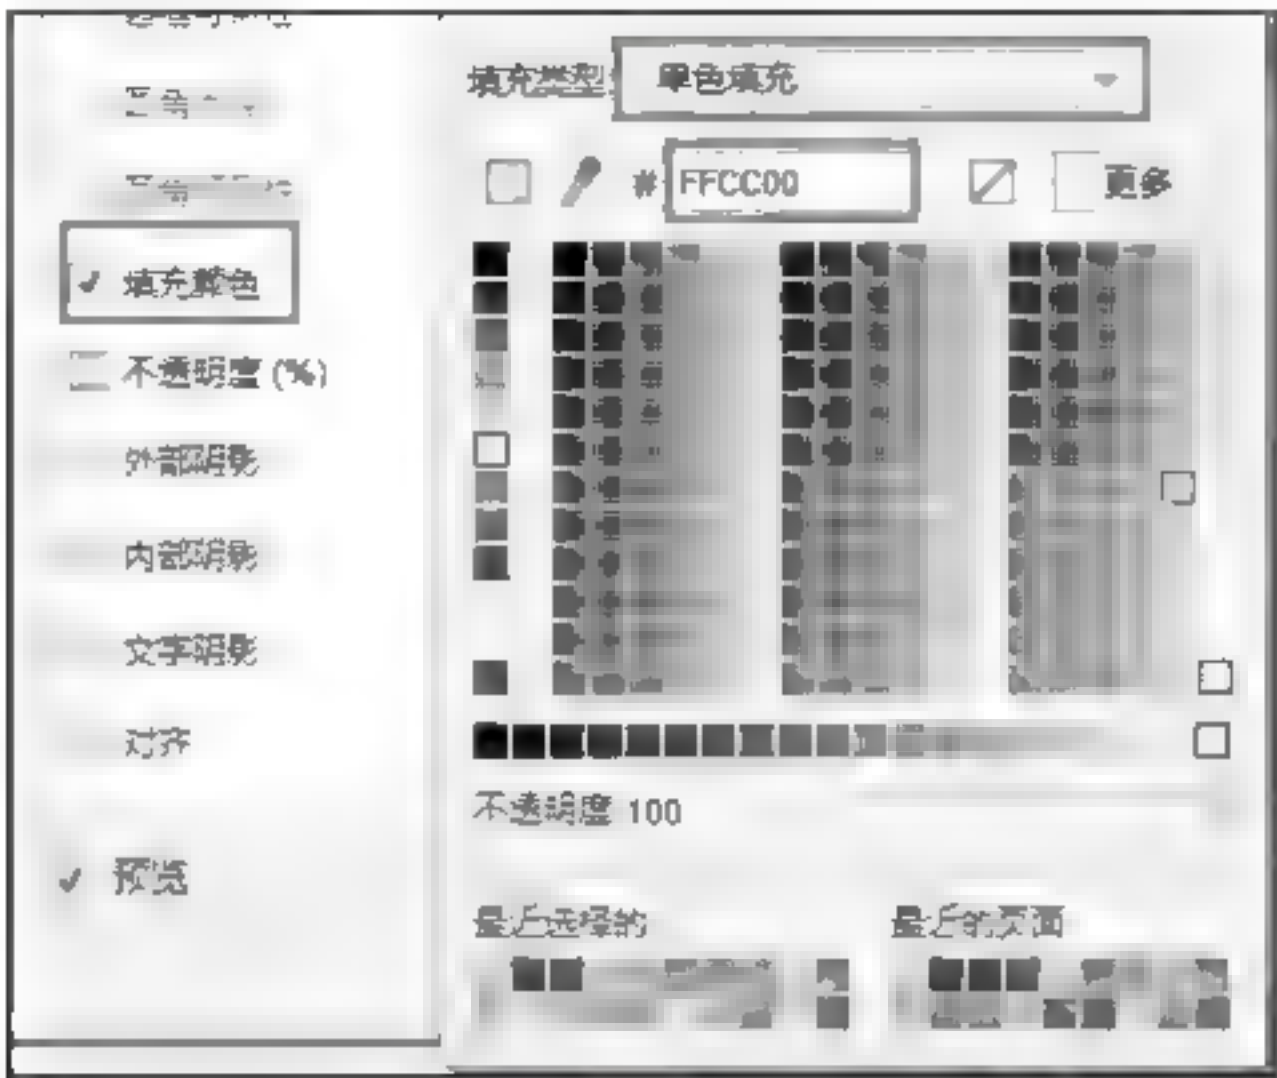 填充类型
单色填充
# FFCC00
更多
填充颜色
不透明度 (%)
外部阴影
内部阴影
文字阴影
对齐
不透明度 100
预览
最近选择的
最近的页面